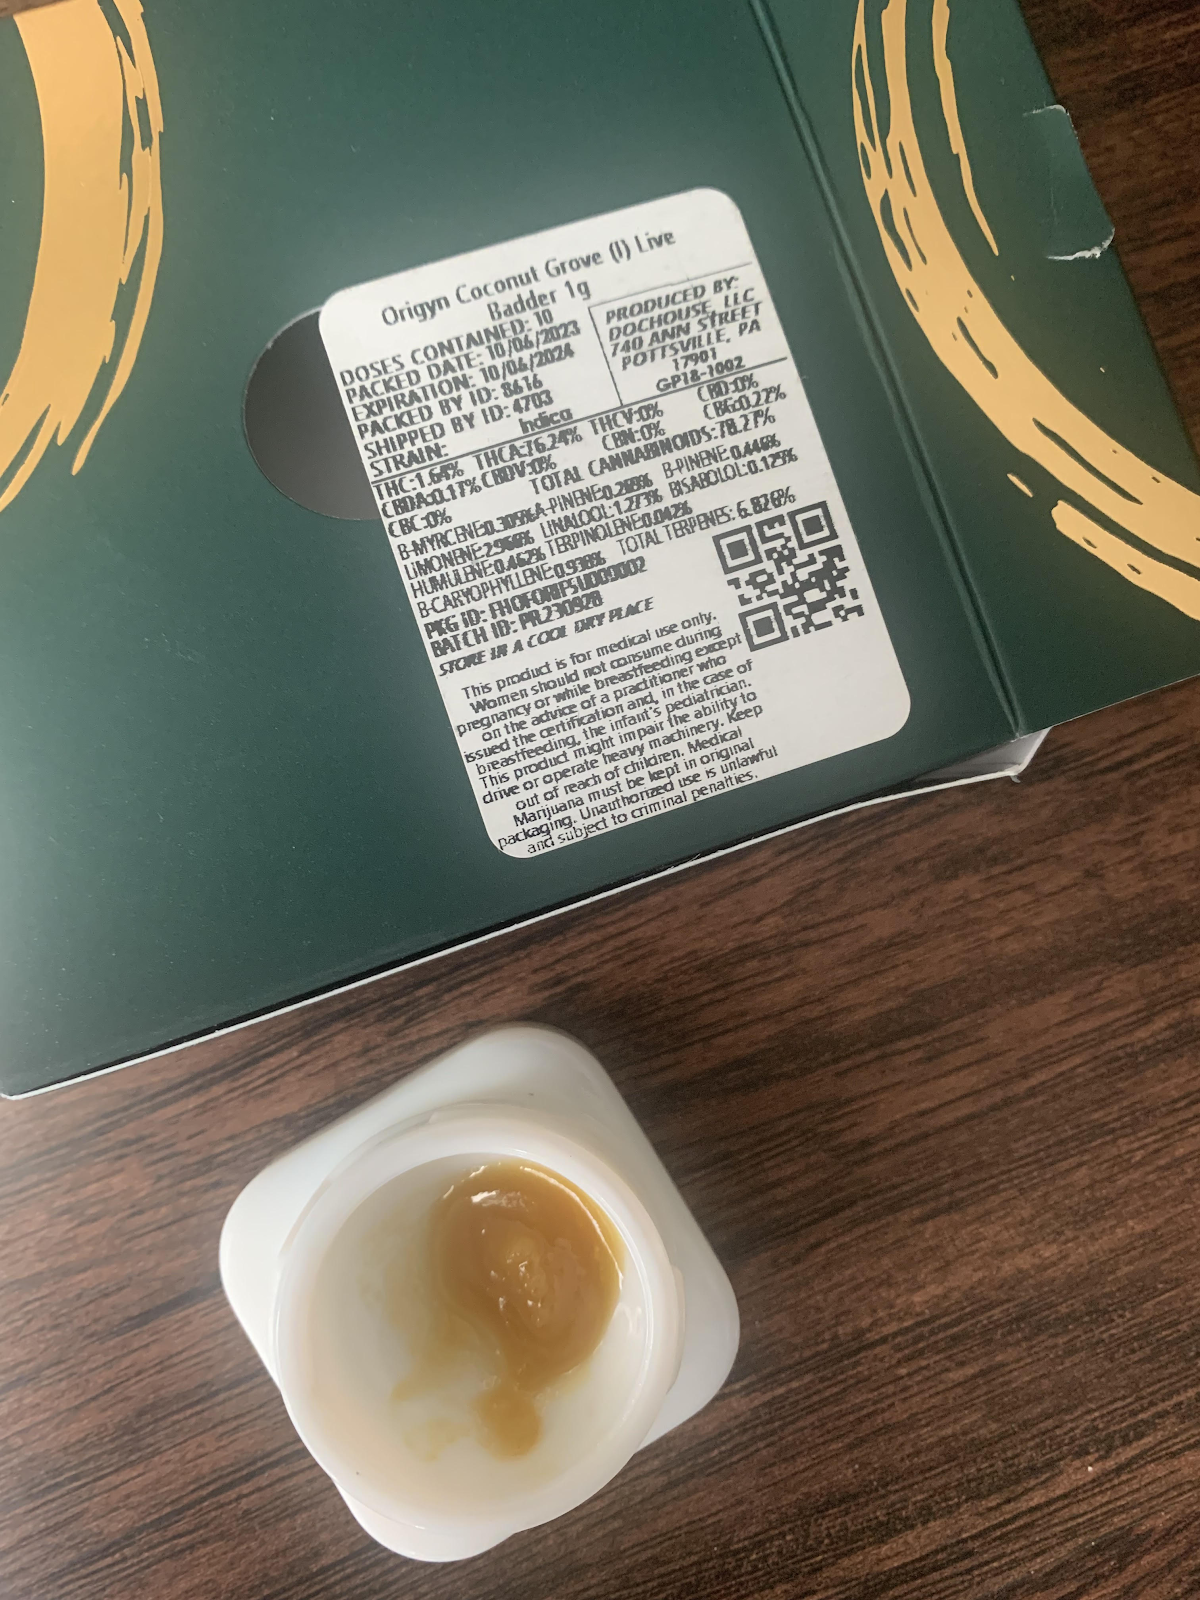 Origyn Coconut Grove (I) Live
Badder 1g
DOSES CONTAINED: 10
PACKED DATE: 10/06/2023
EXPIRATION: 10/06/2024
PACKED BY ID: 8616
SHIPPED BY ID: 4703
STRAIN: Indica
PRODUCED BY:
DOCHOUSE, LLC
740 ANN STREET
POTTSVILLE, PA
17901
GP18-1002
THC:1.64% THCA:76.24% THCV:0% CBD:0%
CBDA:0.17% CBDV:0% CBN:0% CBG:0.22%
CBC:0% TOTAL CANNABINOIDS:78.27%
B-MYRCENE:0.305% A-PINENE:0.269% B-PINENE:0.446%
LIMONENE:2.966% LINALOOL:1.273% BISABOLOL:0.125%
HUMULENE:0.462% TERPINOLENE:0.042%
B-CARYOPHYLLENE:0.938% TOTAL TERPENES: 6.826%
PKG ID:
BATCH ID: PR230928
STORE IN A COOL DRY PLACE
This product is for medical use only.
Women should not consume during
pregnancy or while breastfeeding except
on the advice of a practitioner who
issued the certification and, in the case of
breastfeeding, the infant's pediatrician.
This product might impair the ability to
drive or operate heavy machinery. Keep
out of reach of children. Medical
Marijuana must be kept in original
packaging. Unauthorized use is unlawful
and subject to criminal penalties.